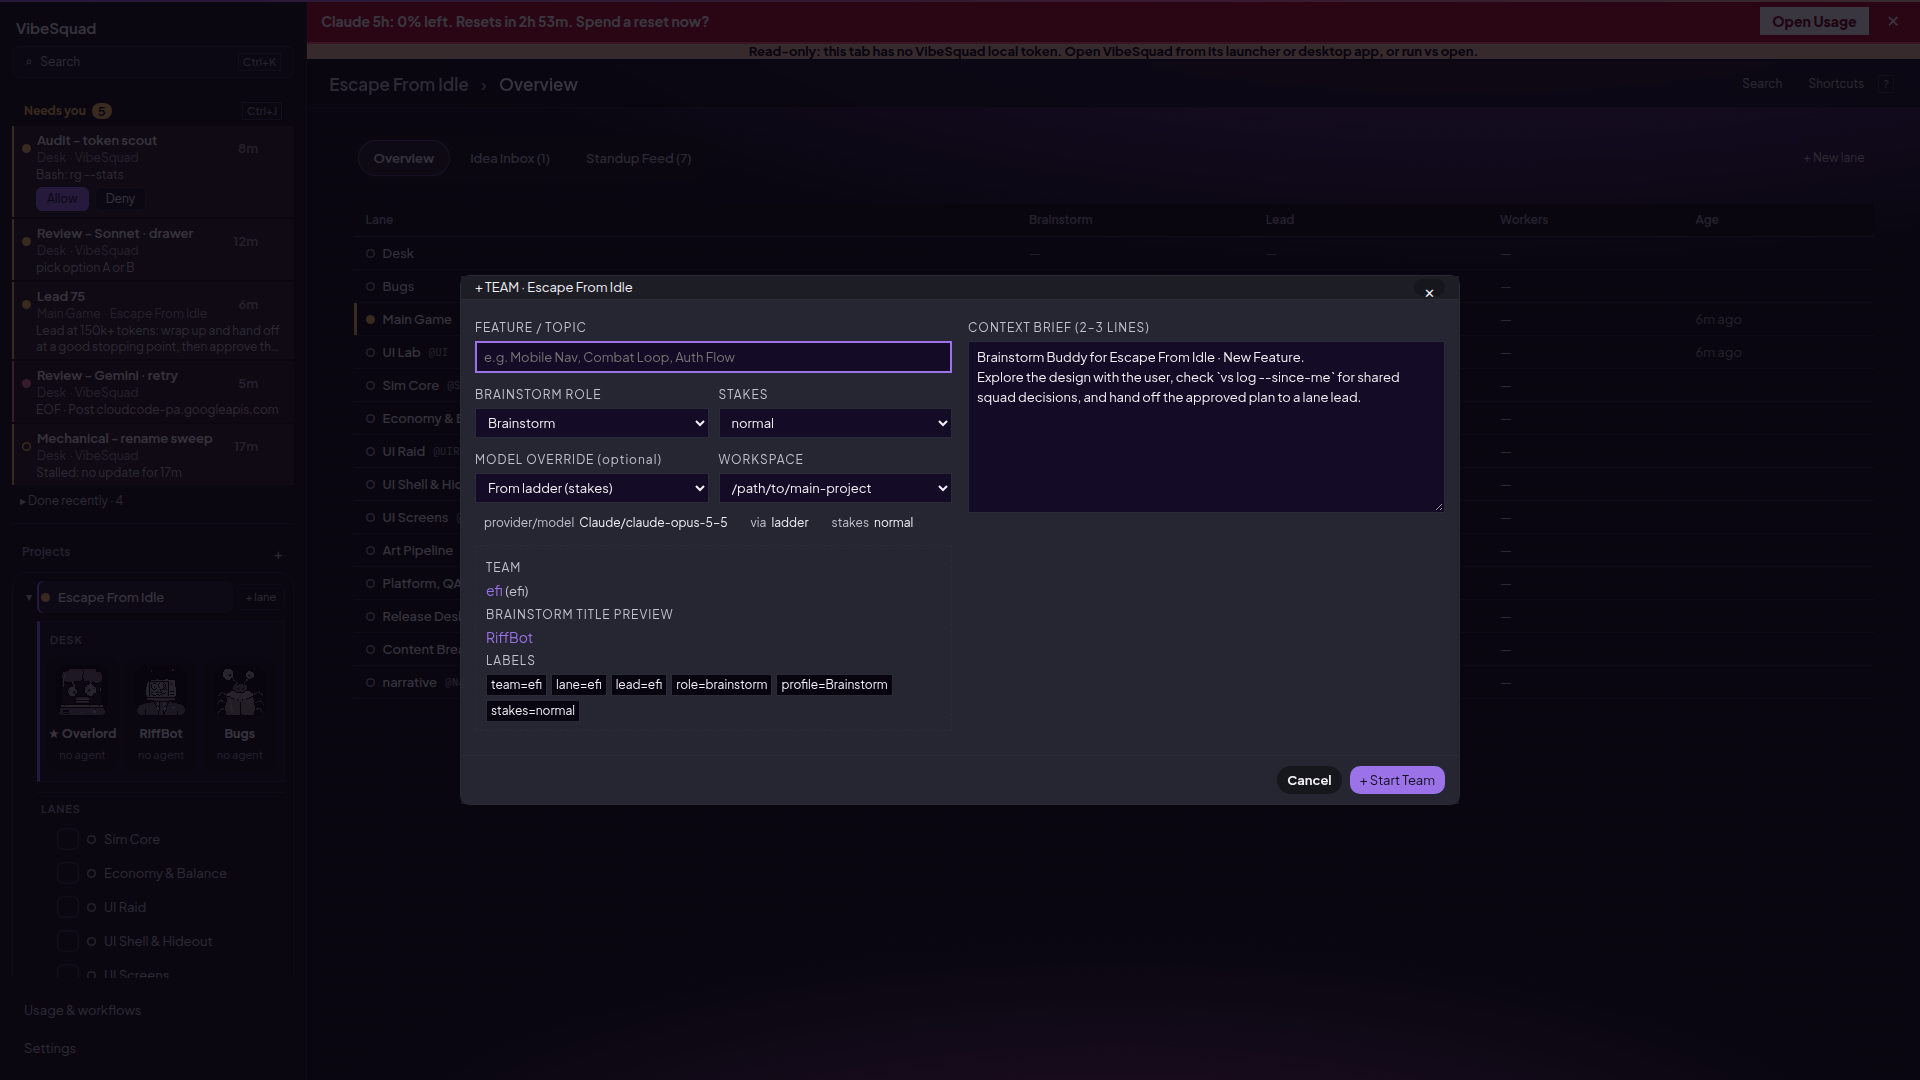 VibeSquad
Search
Ctrl+K
Needs you 5
Ctrl+J
Audit – token scout
8m
Desk · VibeSquad
Bash: rg --stats
Allow
Deny
Review – Sonnet · drawer
12m
Desk · VibeSquad
pick option A or B
Lead 75
6m
Main Game · Escape From Idle
Lead at 150k+ tokens: wrap up and hand off
at a good stopping point, then approve th...
Review – Gemini · retry
5m
EOF · Post cloudcode-pa.googleapis.com
Mechanical – rename sweep
17m
Desk · VibeSquad
Stalled: no update for 17m
▸ Done recently · 4
Projects
+
▾ Escape From Idle
+ lane
DESK
★ Overlord
no agent
RiffBot
no agent
Bugs
no agent
LANES
Sim Core
Economy & Balance
UI Raid
UI Shell & Hideout
UI Screens
Usage & workflows
Settings
Claude 5h: 0% left. Resets in 2h 53m. Spend a reset now?
Open Usage
×
Read-only: this tab has no VibeSquad local token. Open VibeSquad from its launcher or desktop app, or run vs open.
Escape From Idle › Overview
Search
Shortcuts ?
Overview
Idea Inbox (1)
Standup Feed (7)
+ New lane
Lane Brainstorm Lead Workers Age
Desk — — —
Bugs —
Main Game — 6m ago
UI Lab @UI — 6m ago
Sim Core —
Economy & —
UI Raid @UIR —
UI Shell & Hid —
UI Screens —
Art Pipeline —
Platform, QA —
Release Desk —
Content Brea —
narrative —
+ TEAM · Escape From Idle
×
FEATURE / TOPIC
e.g. Mobile Nav, Combat Loop, Auth Flow
BRAINSTORM ROLE
Brainstorm
STAKES
normal
MODEL OVERRIDE (optional)
From ladder (stakes)
WORKSPACE
/path/to/main-project
provider/model Claude/claude-opus-5-5 via ladder stakes normal
TEAM
efi (efi)
BRAINSTORM TITLE PREVIEW
RiffBot
LABELS
team=efi lane=efi lead=efi role=brainstorm profile=Brainstorm
stakes=normal
CONTEXT BRIEF (2–3 LINES)
Brainstorm Buddy for Escape From Idle · New Feature.
Explore the design with the user, check `vs log --since-me` for shared
squad decisions, and hand off the approved plan to a lane lead.
Cancel
+ Start Team